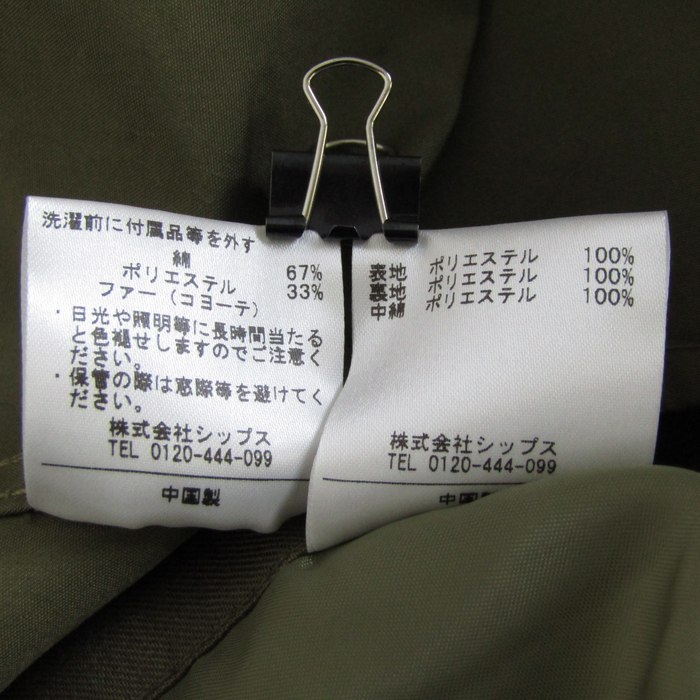 洗濯前に付属品等を外す
綿 67%
ポリエステル 33%
ファー（コヨーテ）
・日光や照明等に長時間当たる
と色褪せしますのでご注意く
ださい。
・保管の際は窓際等を避けてく
ださい。
株式会社シップス
TEL 0120-444-099
中国製
表地 ポリエステル 100%
裏地 ポリエステル 100%
中綿 ポリエステル 100%
株式会社シップス
TEL 0120-444-099
中国製